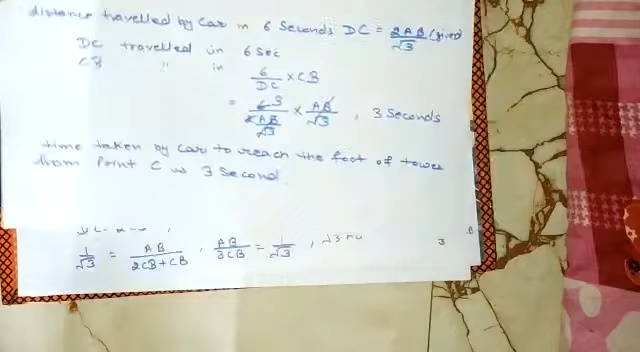 distance travelled by car in 6 Seconds DC = 2AB/√3 (given)
DC travelled in 6 Sec
CB " in 6/DC × CB
= 6/(2AB/√3) × AB/√3 , 3 Seconds
time taken by car to reach the foot of tower
from Point C is 3 Second
1/√3 = AB/(2CB+CB) , AB/3CB = 1/√3 ,